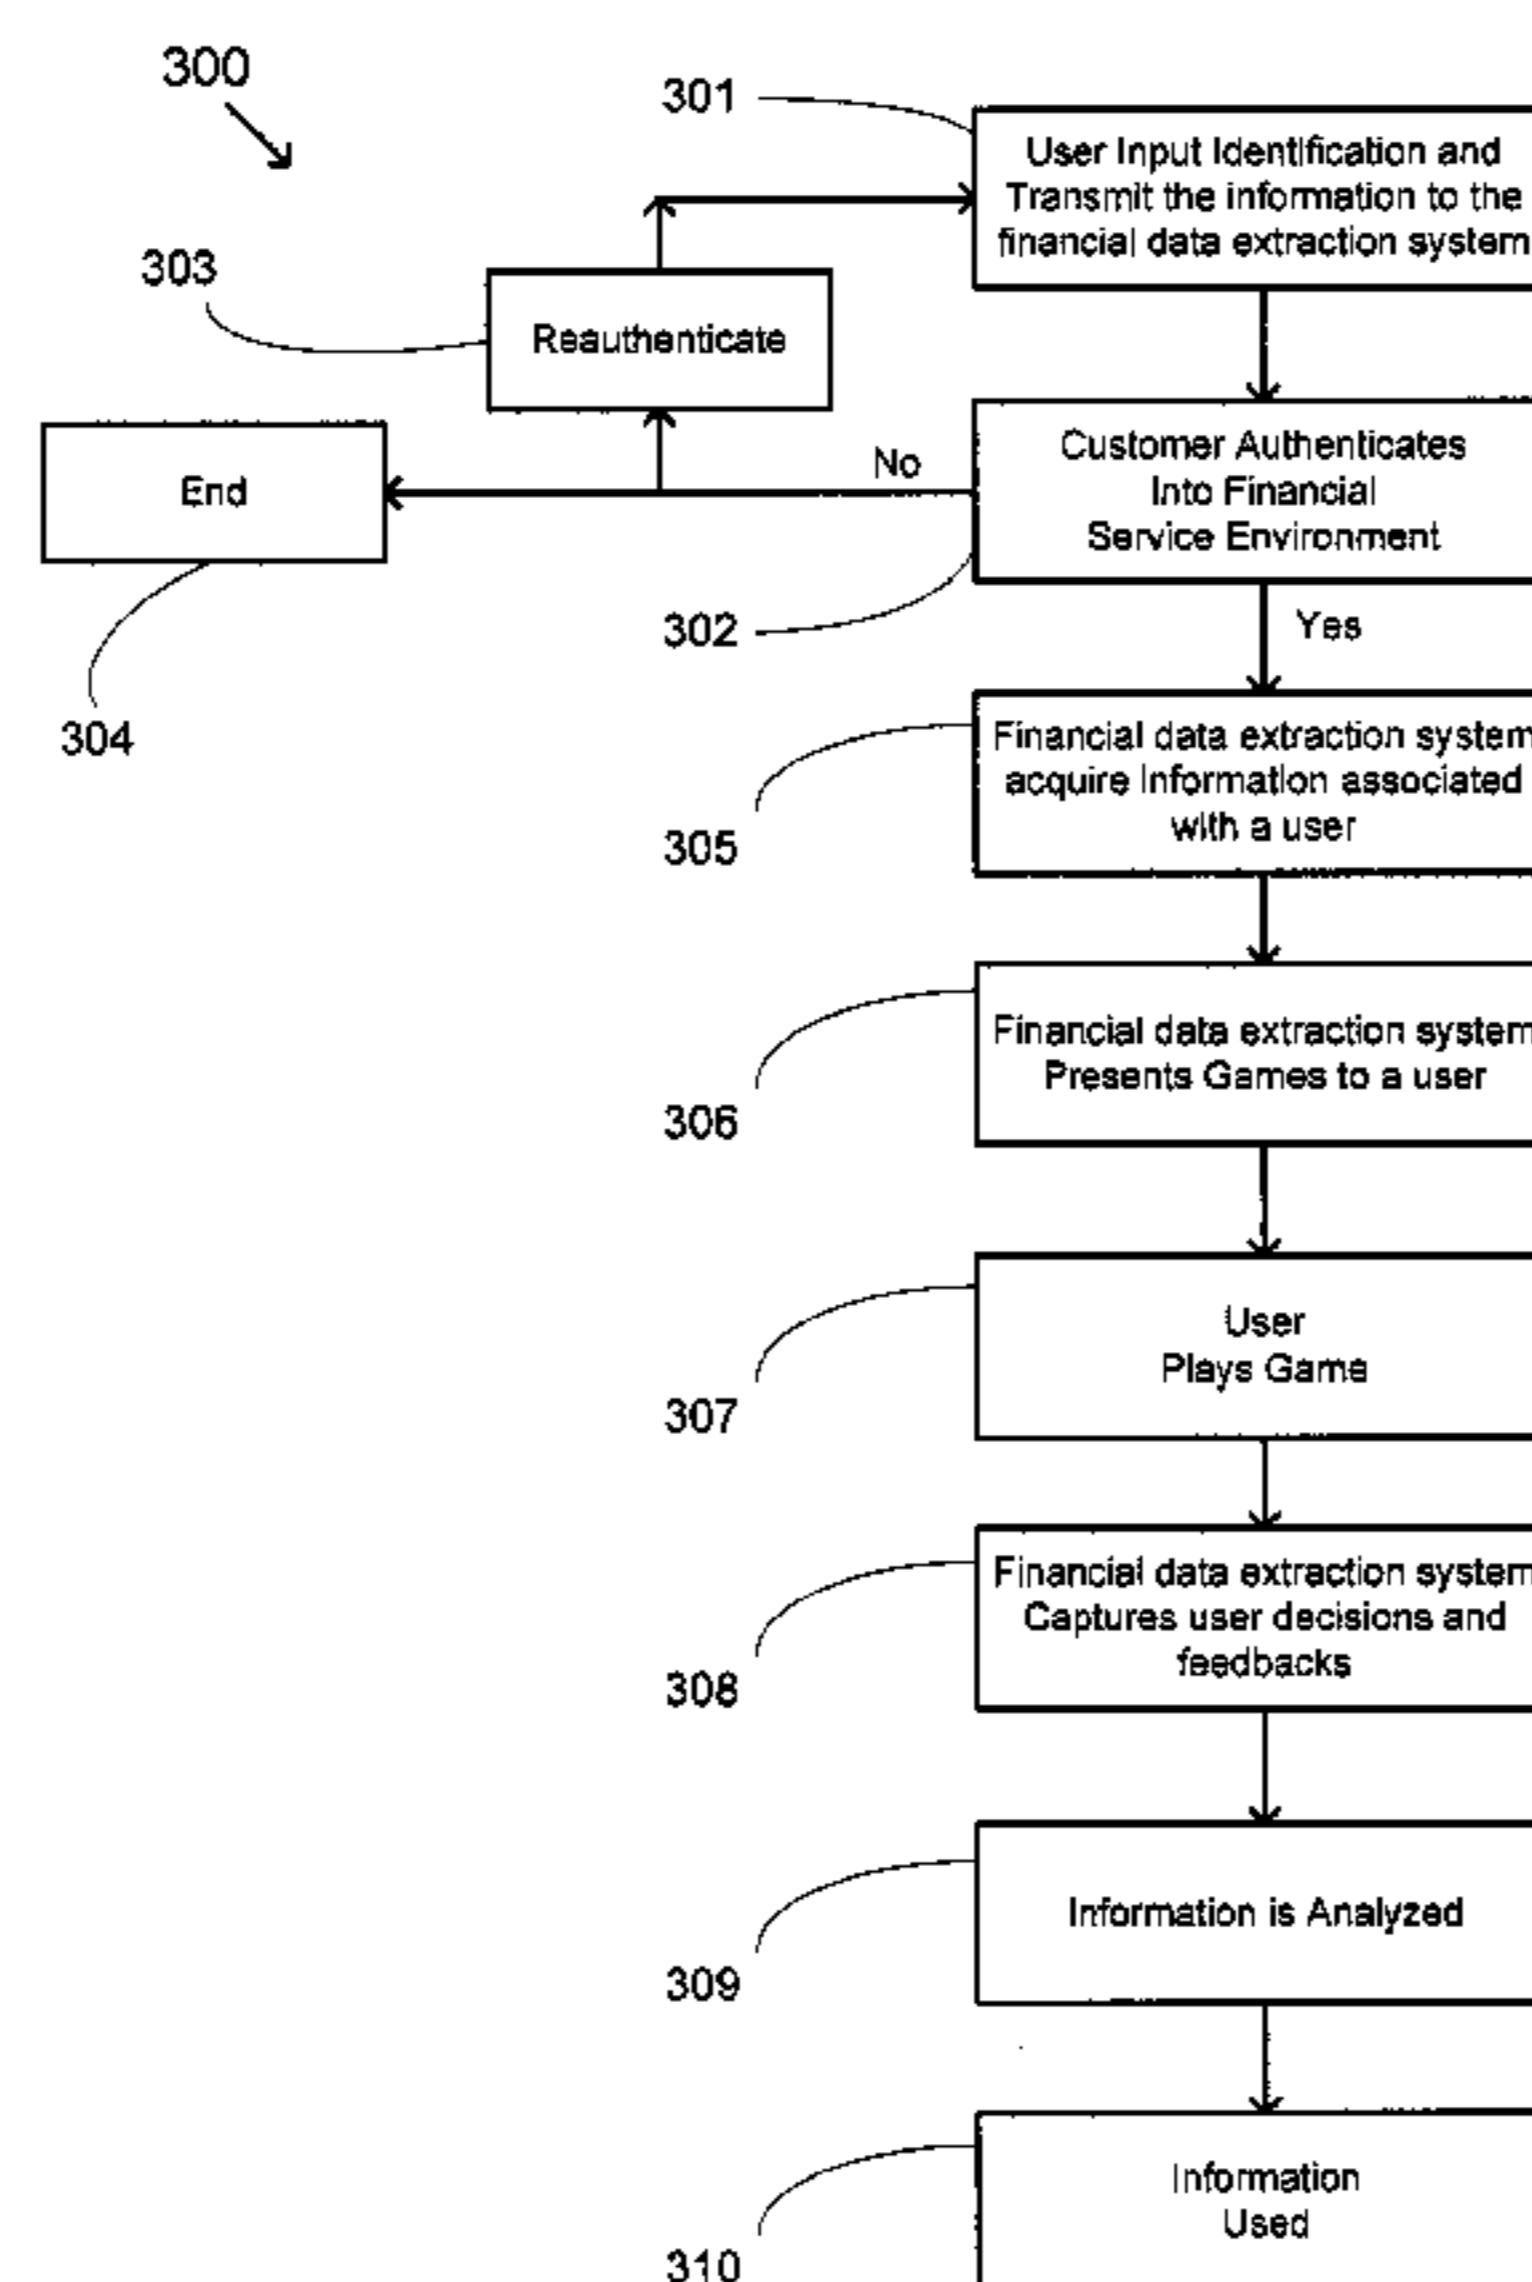 300
301
User Input Identification and
Transmit the information to the
financial data extraction system
303
Reauthenticate
End
No
Customer Authenticates
Into Financial
Service Environment
302
Yes
304
Financial data extraction system
acquire Information associated
with a user
305
Financial data extraction system
Presents Games to a user
306
User
Plays Game
307
Financial data extraction system
Captures user decisions and
feedbacks
308
Information is Analyzed
309
Information
Used
310